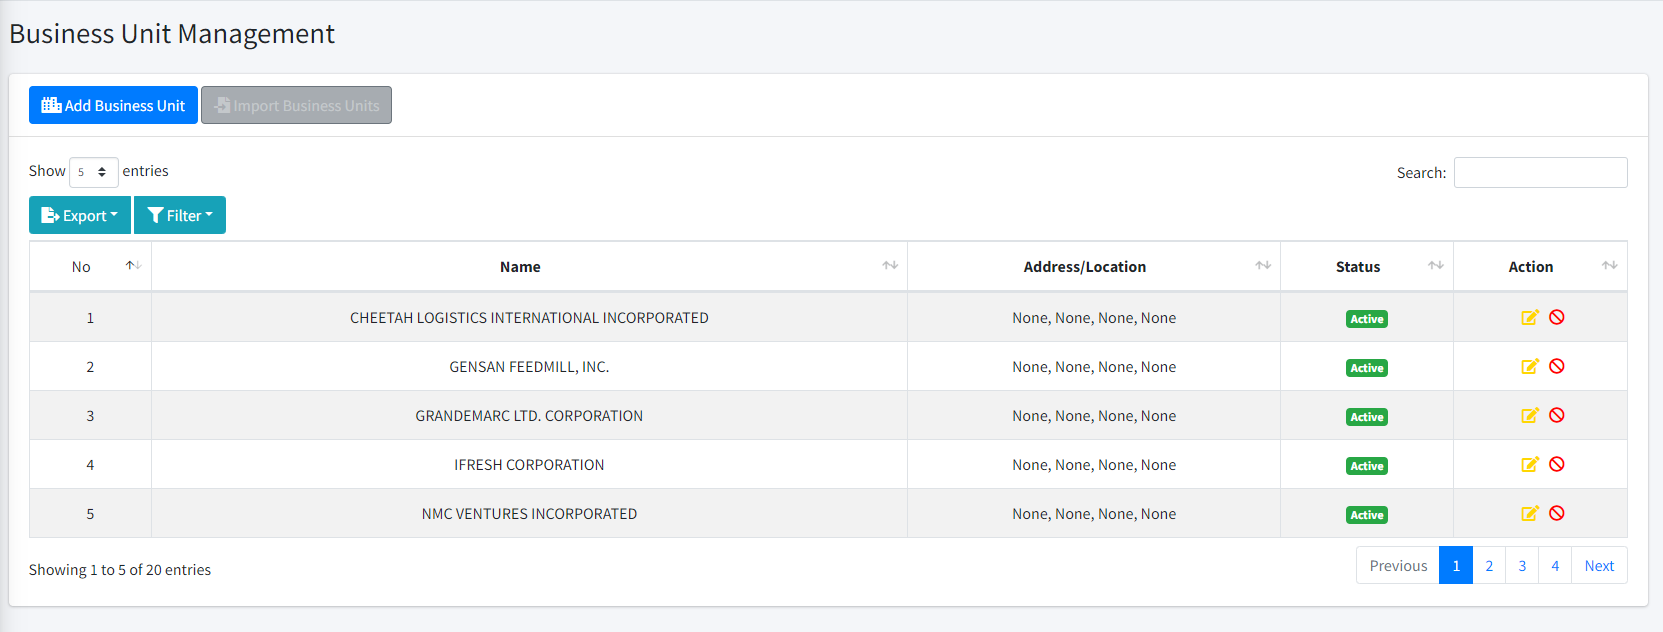 Business Unit Management
Add Business Unit Import Business Units
Show 5 entries Search:
Export Filter
No Name Address/Location Status Action
1 CHEETAH LOGISTICS INTERNATIONAL INCORPORATED None, None, None, None Active
2 GENSAN FEEDMILL, INC. None, None, None, None Active
3 GRANDEMARC LTD. CORPORATION None, None, None, None Active
4 IFRESH CORPORATION None, None, None, None Active
5 NMC VENTURES INCORPORATED None, None, None, None Active
Showing 1 to 5 of 20 entries Previous 1 2 3 4 Next